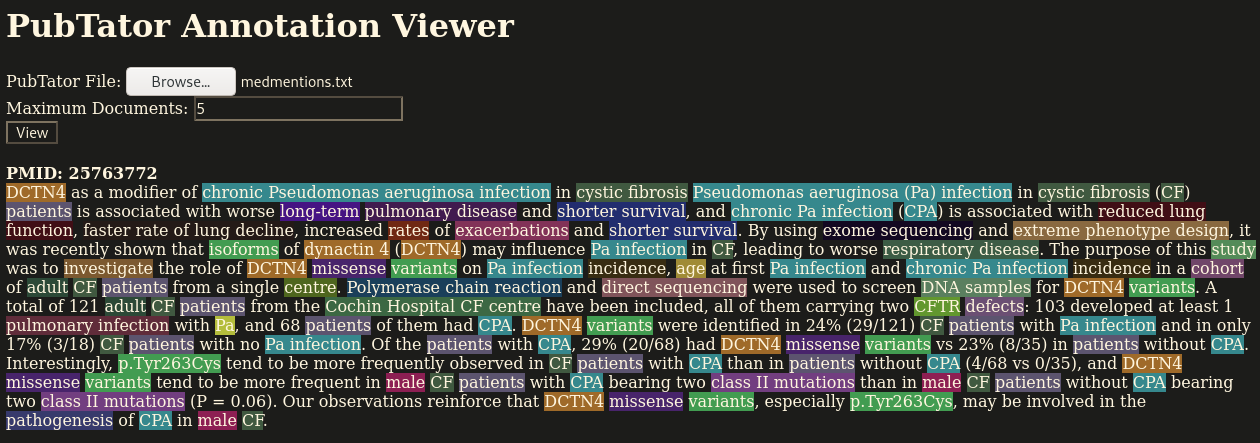 PubTator Annotation Viewer
PubTator File: Browse... medmentions.txt
Maximum Documents: 5
View
PMID: 25763772
DCTN4 as a modifier of chronic Pseudomonas aeruginosa infection in cystic fibrosis Pseudomonas aeruginosa (Pa) infection in cystic fibrosis (CF)
patients is associated with worse long-term pulmonary disease and shorter survival, and chronic Pa infection (CPA) is associated with reduced lung
function, faster rate of lung decline, increased rates of exacerbations and shorter survival. By using exome sequencing and extreme phenotype design, it
was recently shown that isoforms of dynactin 4 (DCTN4) may influence Pa infection in CF, leading to worse respiratory disease. The purpose of this study
was to investigate the role of DCTN4 missense variants on Pa infection incidence, age at first Pa infection and chronic Pa infection incidence in a cohort
of adult CF patients from a single centre. Polymerase chain reaction and direct sequencing were used to screen DNA samples for DCTN4 variants. A
total of 121 adult CF patients from the Cochin Hospital CF centre have been included, all of them carrying two CFTR defects: 103 developed at least 1
pulmonary infection with Pa, and 68 patients of them had CPA. DCTN4 variants were identified in 24% (29/121) CF patients with Pa infection and in only
17% (3/18) CF patients with no Pa infection. Of the patients with CPA, 29% (20/68) had DCTN4 missense variants vs 23% (8/35) in patients without CPA.
Interestingly, p.Tyr263Cys tend to be more frequently observed in CF patients with CPA than in patients without CPA (4/68 vs 0/35), and DCTN4
missense variants tend to be more frequent in male CF patients with CPA bearing two class II mutations than in male CF patients without CPA bearing
two class II mutations (P = 0.06). Our observations reinforce that DCTN4 missense variants, especially p.Tyr263Cys, may be involved in the
pathogenesis of CPA in male CF.